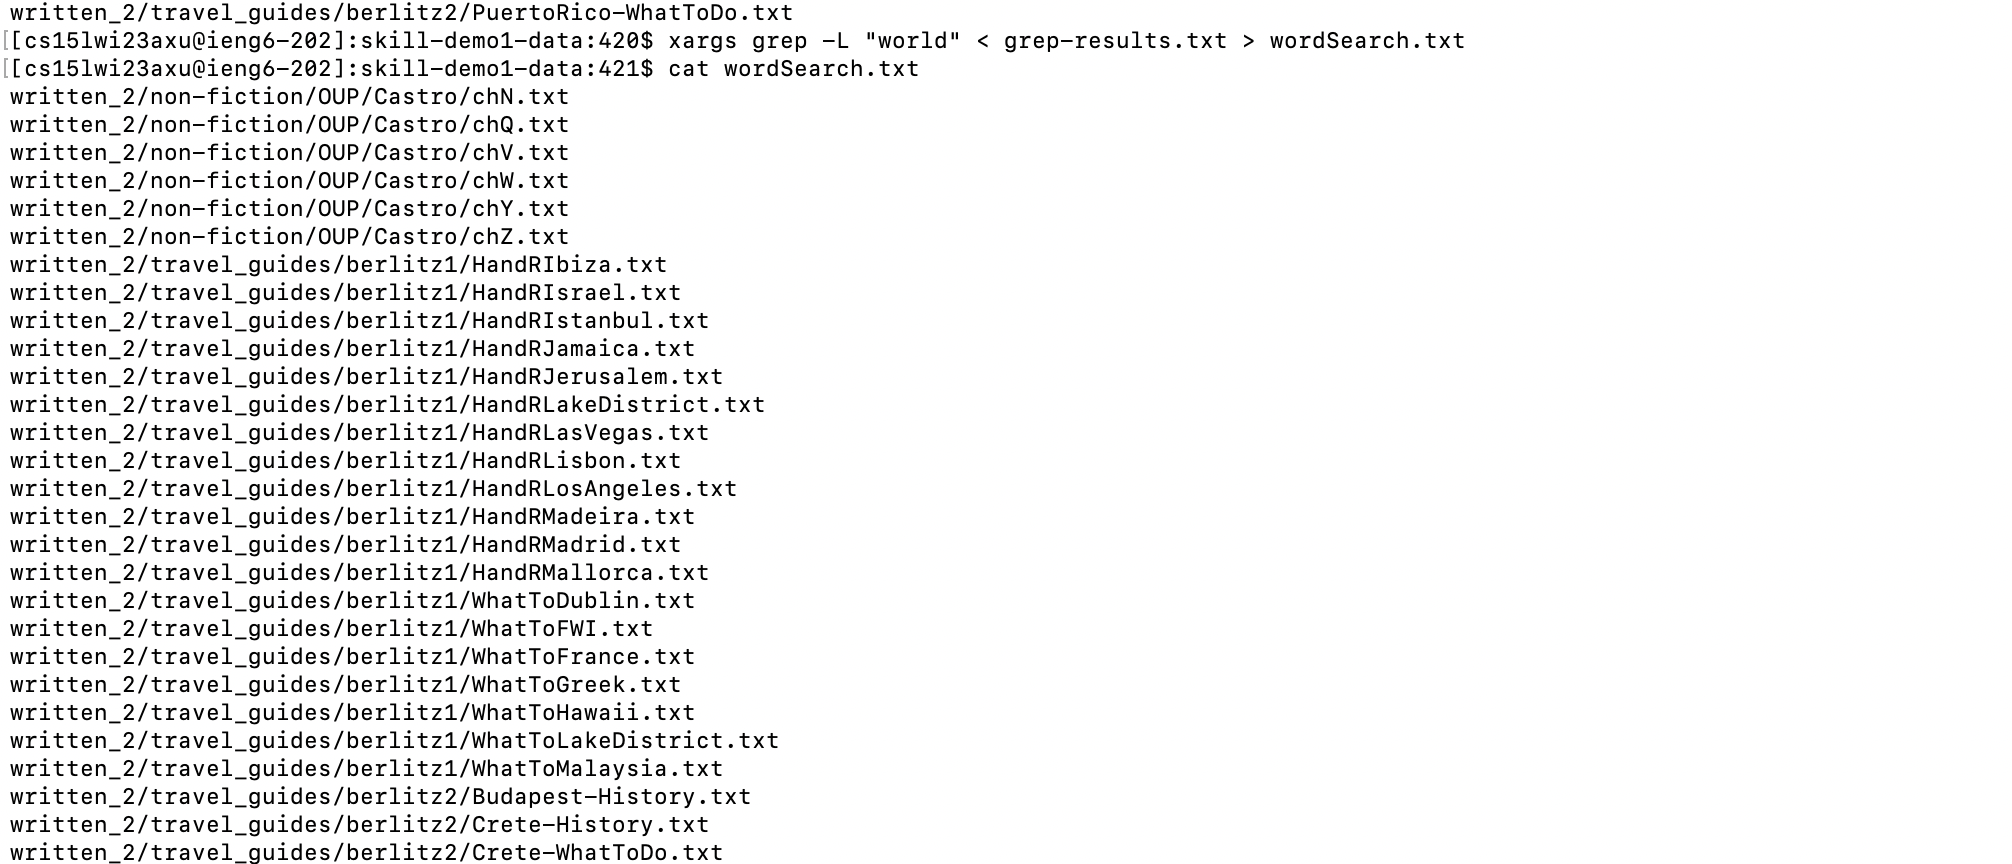 written_2/travel_guides/berlitz2/PuertoRico-WhatToDo.txt
[[cs15lwi23axu@ieng6-202]:skill-demo1-data:420$ xargs grep -L "world" < grep-results.txt > wordSearch.txt
[[cs15lwi23axu@ieng6-202]:skill-demo1-data:421$ cat wordSearch.txt
written_2/non-fiction/OUP/Castro/chN.txt
written_2/non-fiction/OUP/Castro/chQ.txt
written_2/non-fiction/OUP/Castro/chV.txt
written_2/non-fiction/OUP/Castro/chW.txt
written_2/non-fiction/OUP/Castro/chY.txt
written_2/non-fiction/OUP/Castro/chZ.txt
written_2/travel_guides/berlitz1/HandRIbiza.txt
written_2/travel_guides/berlitz1/HandRIsrael.txt
written_2/travel_guides/berlitz1/HandRIstanbul.txt
written_2/travel_guides/berlitz1/HandRJamaica.txt
written_2/travel_guides/berlitz1/HandRJerusalem.txt
written_2/travel_guides/berlitz1/HandRLakeDistrict.txt
written_2/travel_guides/berlitz1/HandRLasVegas.txt
written_2/travel_guides/berlitz1/HandRLisbon.txt
written_2/travel_guides/berlitz1/HandRLosAngeles.txt
written_2/travel_guides/berlitz1/HandRMadeira.txt
written_2/travel_guides/berlitz1/HandRMadrid.txt
written_2/travel_guides/berlitz1/HandRMallorca.txt
written_2/travel_guides/berlitz1/WhatToDublin.txt
written_2/travel_guides/berlitz1/WhatToFWI.txt
written_2/travel_guides/berlitz1/WhatToFrance.txt
written_2/travel_guides/berlitz1/WhatToGreek.txt
written_2/travel_guides/berlitz1/WhatToHawaii.txt
written_2/travel_guides/berlitz1/WhatToLakeDistrict.txt
written_2/travel_guides/berlitz1/WhatToMalaysia.txt
written_2/travel_guides/berlitz2/Budapest-History.txt
written_2/travel_guides/berlitz2/Crete-History.txt
written_2/travel_guides/berlitz2/Crete-WhatToDo.txt